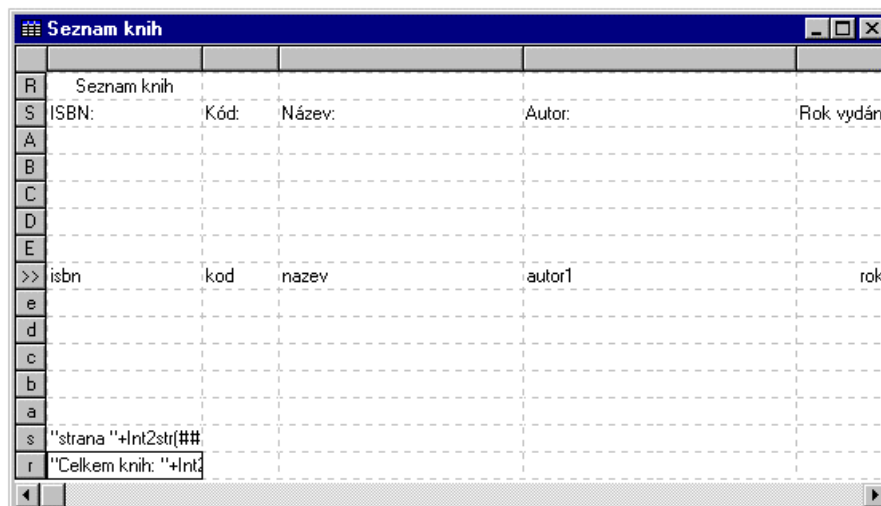 Seznam knih
R Seznam knih
S ISBN: Kód: Název: Autor: Rok vydán
A
B
C
D
E
>> isbn kod nazev autor1 rok
e
d
c
b
a
s "strana "+Int2str(##
r "Celkem knih: "+Int2